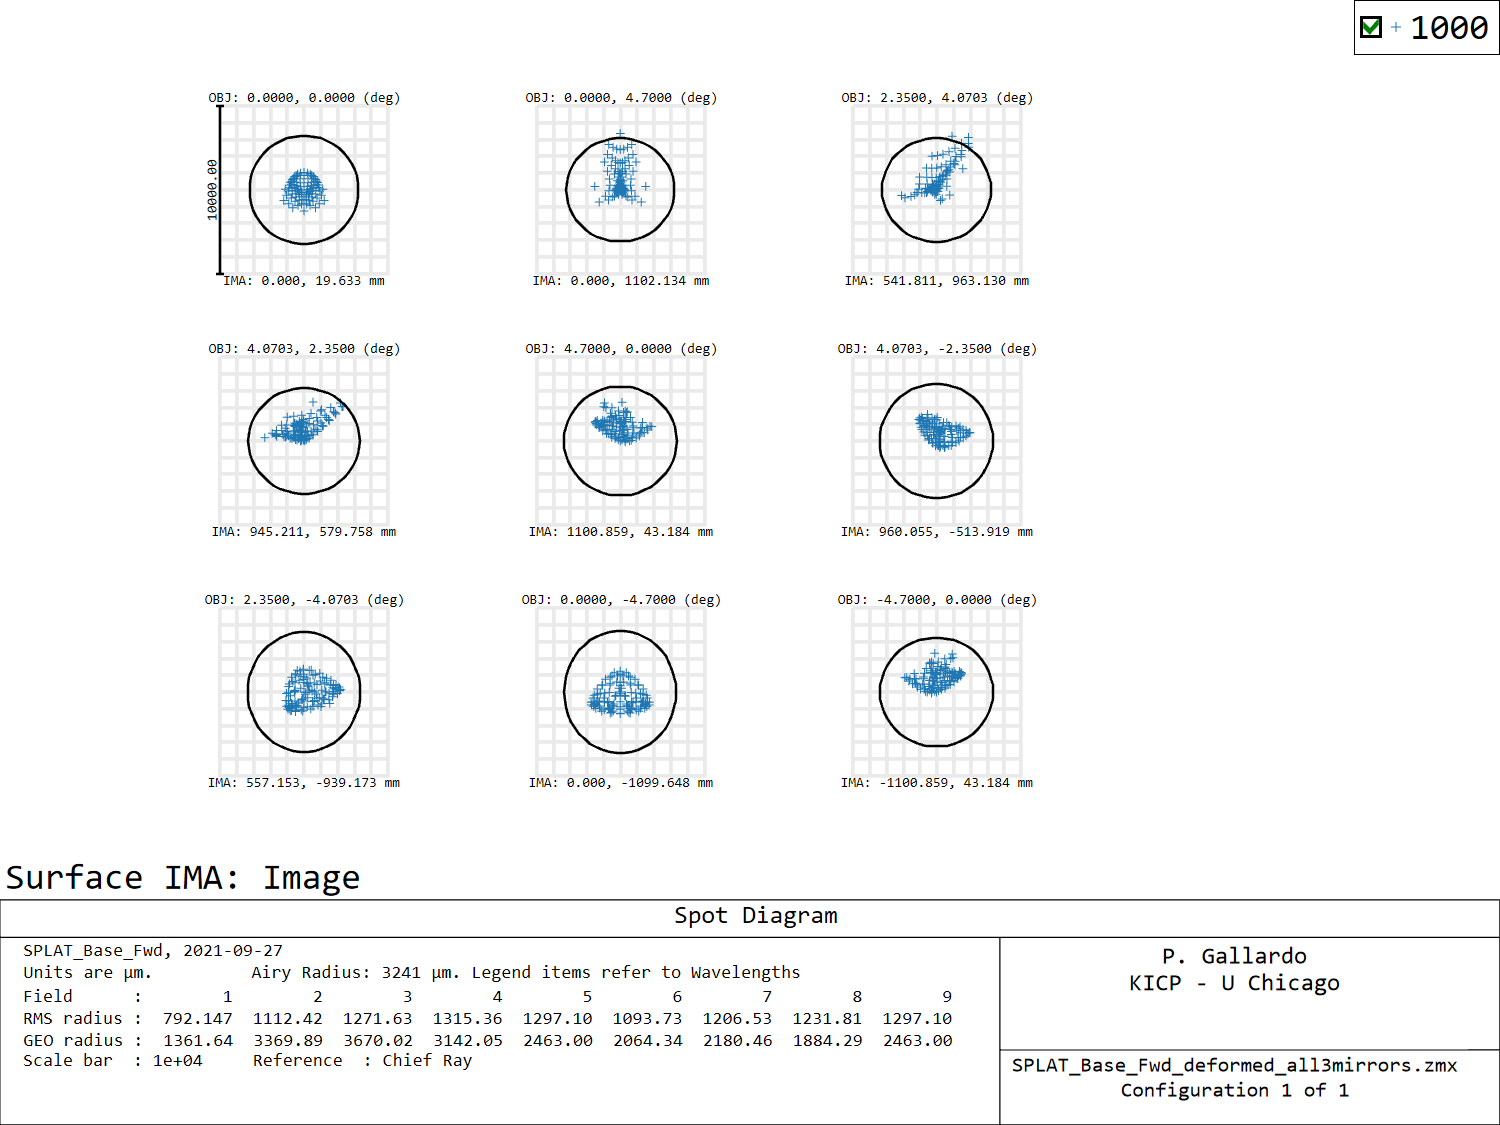 + 1000
OBJ: 0.0000, 0.0000 (deg)
OBJ: 0.0000, 4.7000 (deg)
OBJ: 2.3500, 4.0703 (deg)
10000.00
IMA: 0.000, 19.633 mm
IMA: 0.000, 1102.134 mm
IMA: 541.811, 963.130 mm
OBJ: 4.0703, 2.3500 (deg)
OBJ: 4.7000, 0.0000 (deg)
OBJ: 4.0703, -2.3500 (deg)
IMA: 945.211, 579.758 mm
IMA: 1100.859, 43.184 mm
IMA: 960.055, -513.919 mm
OBJ: 2.3500, -4.0703 (deg)
OBJ: 0.0000, -4.7000 (deg)
OBJ: -4.7000, 0.0000 (deg)
IMA: 557.153, -939.173 mm
IMA: 0.000, -1099.648 mm
IMA: -1100.859, 43.184 mm
Surface IMA: Image
Spot Diagram
SPLAT_Base_Fwd, 2021-09-27
Units are µm. Airy Radius: 3241 µm. Legend items refer to Wavelengths
Field : 1 2 3 4 5 6 7 8 9
RMS radius : 792.147 1112.42 1271.63 1315.36 1297.10 1093.73 1206.53 1231.81 1297.10
GEO radius : 1361.64 3369.89 3670.02 3142.05 2463.00 2064.34 2180.46 1884.29 2463.00
Scale bar : 1e+04 Reference : Chief Ray
P. Gallardo
KICP - U Chicago
SPLAT_Base_Fwd_deformed_all3mirrors.zmx
Configuration 1 of 1